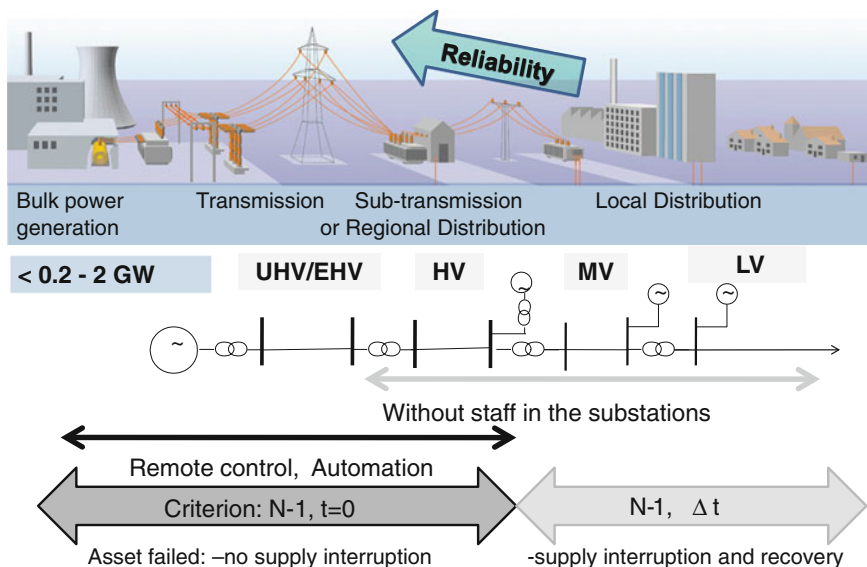 Reliability
Bulk power
generation
Transmission
Sub-transmission
or Regional Distribution
Local Distribution
< 0.2 - 2 GW
UHV/EHV
HV
MV
LV
~
~
~
~
Without staff in the substations
Remote control, Automation
Criterion: N-1, t=0
N-1, Δ t
Asset failed: –no supply interruption
-supply interruption and recovery